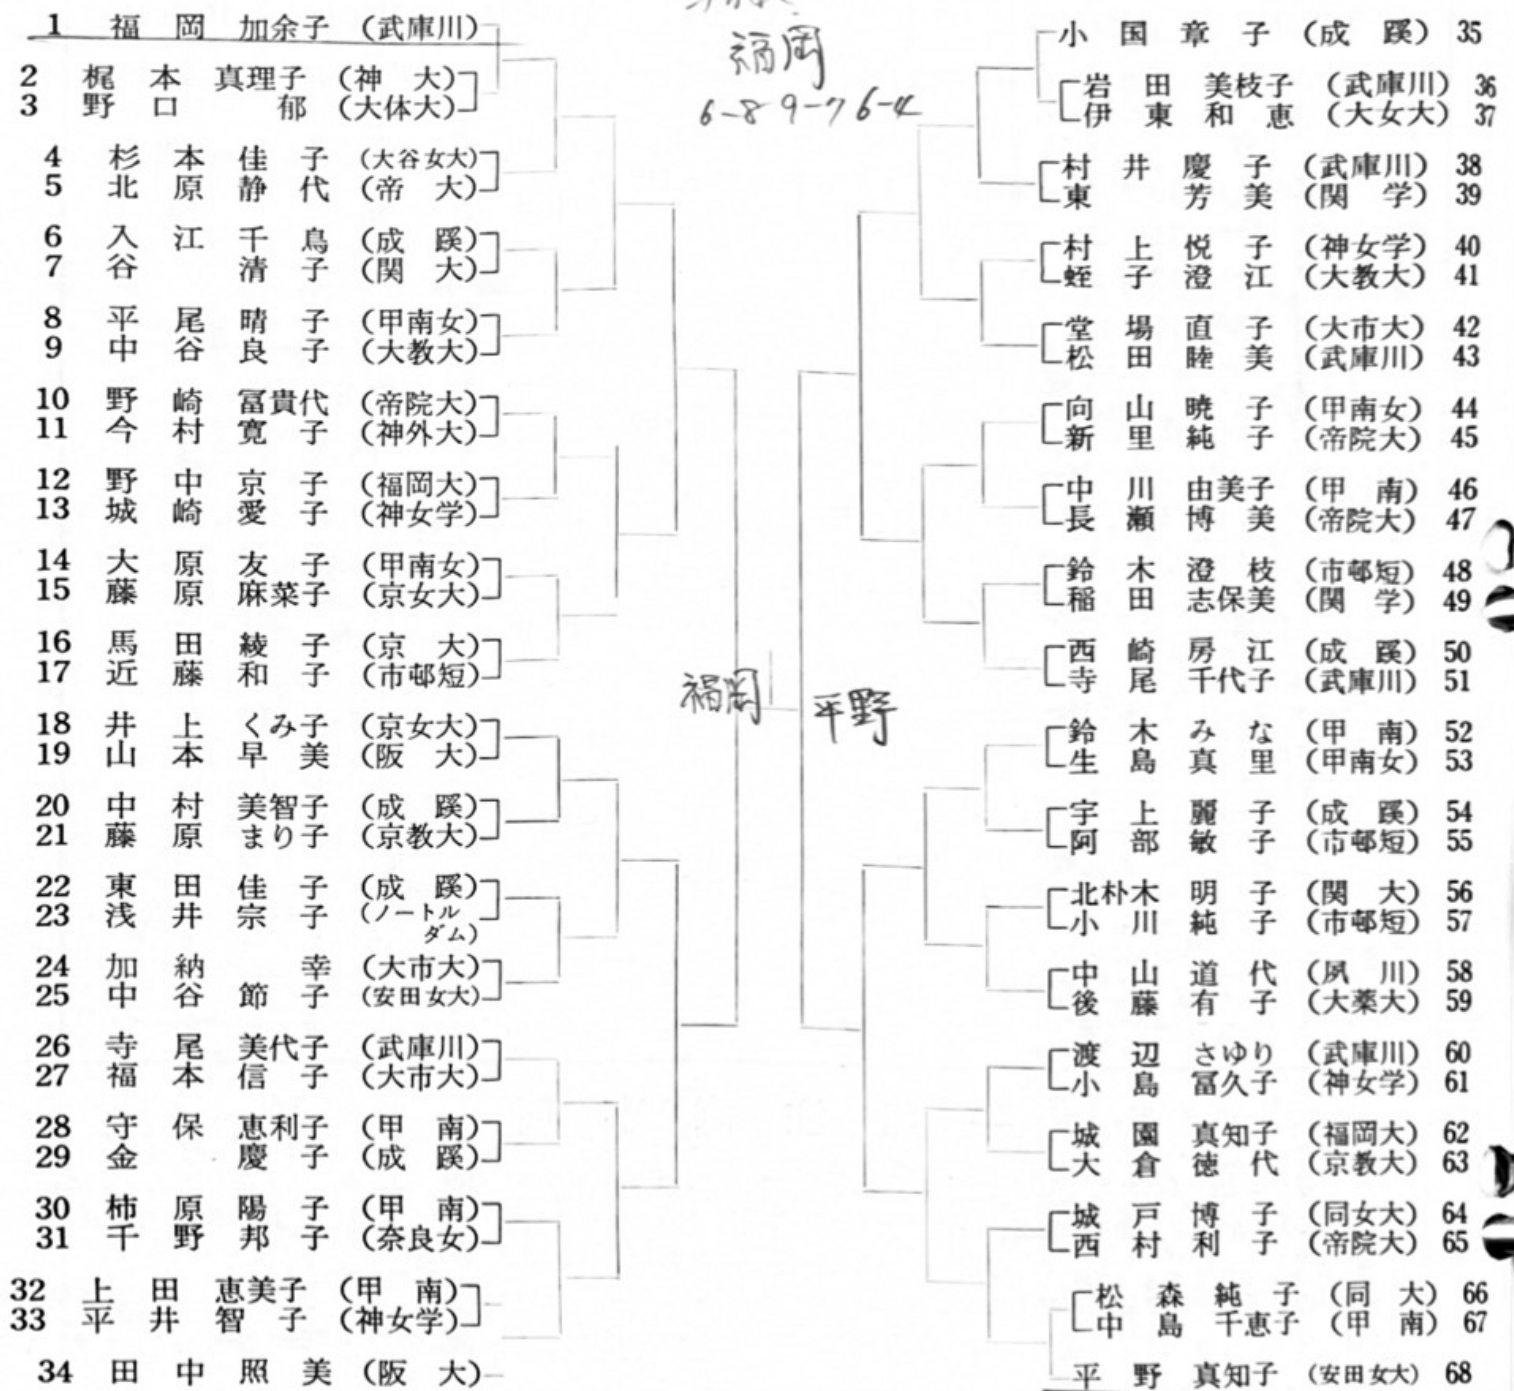 1 福岡 加余子 (武庫川)
2 梶本 真理子 (神大)
3 野口 郁 (大体大)
4 杉本佳子 (大谷女大)
5 北原静代 (帝大)
6 入江千鳥 (成蹊)
7 谷 清子 (関大)
8 平尾晴子 (甲南女)
9 中谷良子 (大教大)
10 野崎冨貴代 (帝院大)
11 今村寛子 (神外大)
12 野中京子 (福岡大)
13 城崎愛子 (神女学)
14 大原友子 (甲南女)
15 藤原麻菜子 (京女大)
16 馬田綾子 (京大)
17 近藤和子 (市邨短)
18 井上くみ子 (京女大)
19 山本早美 (阪大)
20 中村美智子 (成蹊)
21 藤原まり子 (京教大)
22 東田佳子 (成蹊)
23 浅井宗子 (ノートルダム)
24 加納 幸 (大市大)
25 中谷節子 (安田女大)
26 寺尾美代子 (武庫川)
27 福本信子 (大市大)
28 守保恵利子 (甲南)
29 金 慶子 (成蹊)
30 柿原陽子 (甲南)
31 千野邦子 (奈良女)
32 上田恵美子 (甲南)
33 平井智子 (神女学)
34 田中照美 (阪大)
福岡
6-8 9-7 6-4
福岡
平野
小国章子 (成蹊) 35
岩田美枝子 (武庫川) 36
伊東和恵 (大女大) 37
村井慶子 (武庫川) 38
東 芳美 (関学) 39
村上悦子 (神女学) 40
蛭子澄江 (大教大) 41
堂場直子 (大市大) 42
松田睦美 (武庫川) 43
向山暁子 (甲南女) 44
新里純子 (帝院大) 45
中川由美子 (甲南) 46
長瀬博美 (帝院大) 47
鈴木澄枝 (市邨短) 48
稲田志保美 (関学) 49
西崎房江 (成蹊) 50
寺尾千代子 (武庫川) 51
鈴木みな (甲南) 52
生島真里 (甲南女) 53
宇上麗子 (成蹊) 54
阿部敏子 (市邨短) 55
北朴木明子 (関大) 56
小川純子 (市邨短) 57
中山道代 (夙川) 58
後藤有子 (大薬大) 59
渡辺さゆり (武庫川) 60
小島冨久子 (神女学) 61
城園真知子 (福岡大) 62
大倉徳代 (京教大) 63
城戸博子 (同女大) 64
西村利子 (帝院大) 65
松森純子 (同大) 66
中島千恵子 (甲南) 67
平野真知子 (安田女大) 68